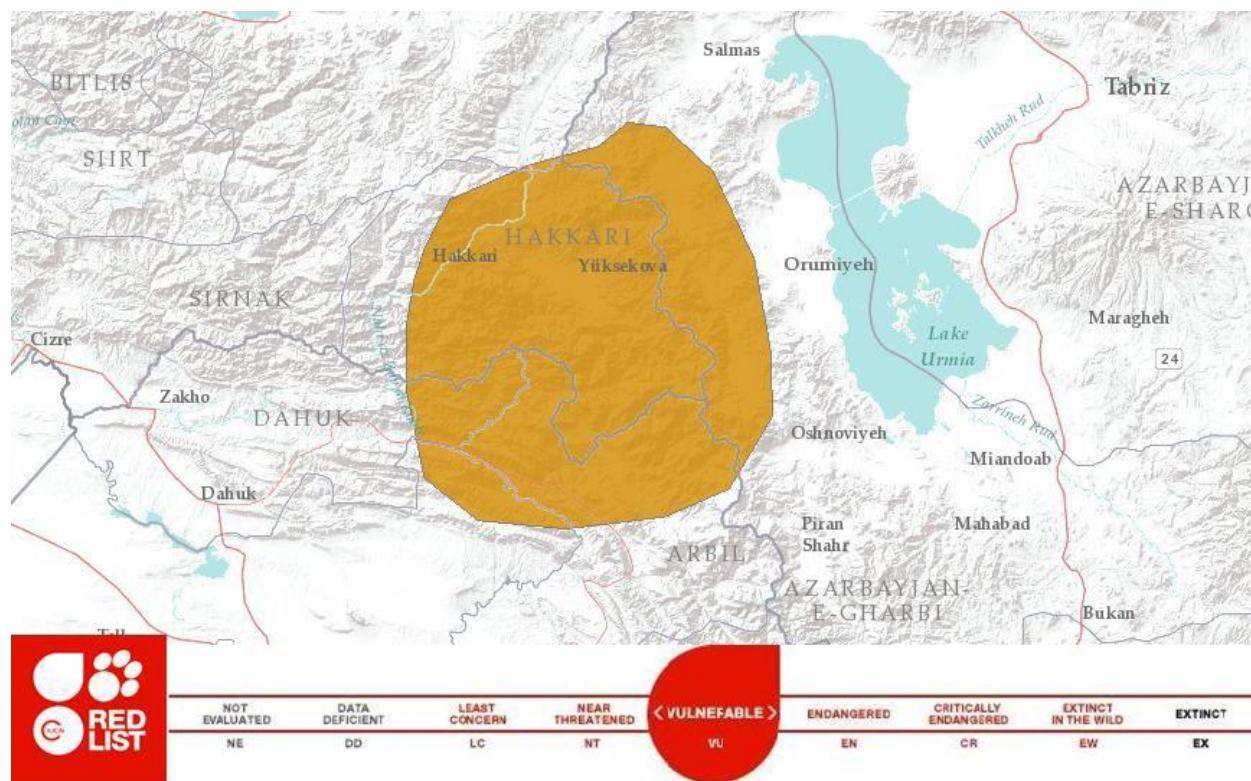 Salmas
Tabriz
BITLIS
SIIRT
Talkheh Rud
HAKKARI
Hakkari
Yüksekova
Orumiyeh
SIRNAK
Cizre
Maragheh
Lake
Urmia
24
Zakho
DAHUK
Zarrineh Rud
Oshnoviyeh
Miandoab
Dahuk
Piran
Shahr
Mahabad
ARBIL
AZARBAYJAN-
E-GHARBI
Bukan
IUCN
RED
LIST
NOT
EVALUATED
NE
DATA
DEFICIENT
DD
LEAST
CONCERN
LC
NEAR
THREATENED
NT
< VULNERABLE >
VU
ENDANGERED
EN
CRITICALLY
ENDANGERED
CR
EXTINCT
IN THE WILD
EW
EXTINCT
EX